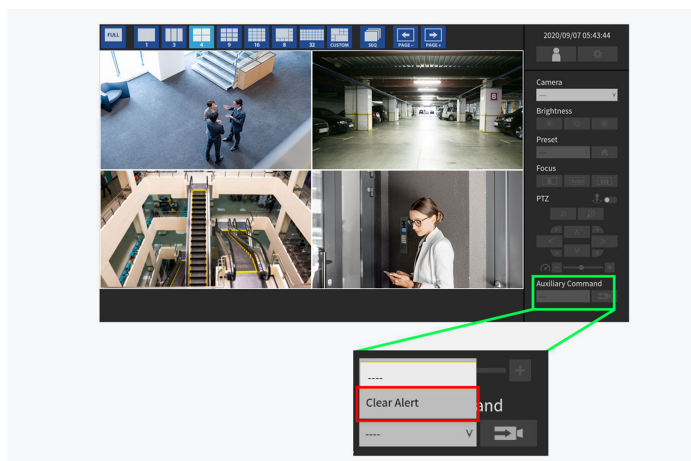 FULL 1 3 4 9 16 8 32 CUSTOM SEQ PAGE - PAGE +
2020/09/07 05:43:44
Camera
----
Brightness
Preset
----
Focus
PTZ
Auxiliary Command
----
B
----
Clear Alert
and
----